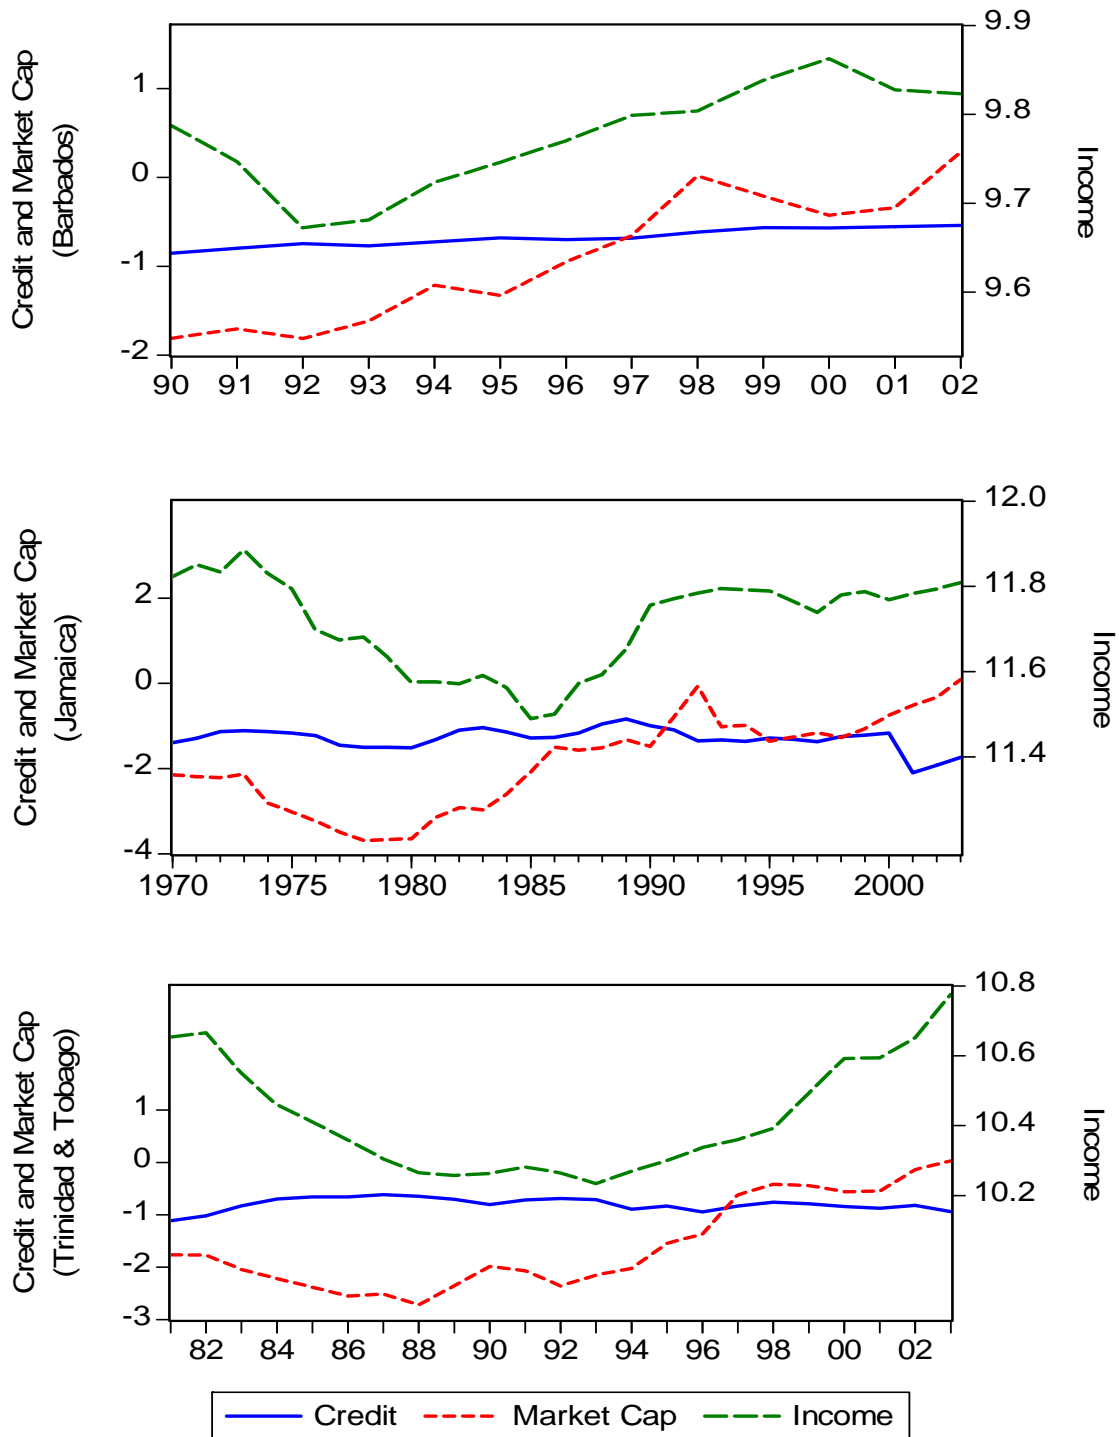 Credit and Market Cap
(Barbados)
1
0
-1
-2
9.9
9.8
9.7
9.6
Income
90 91 92 93 94 95 96 97 98 99 00 01 02
Credit and Market Cap
(Jamaica)
2
0
-2
-4
12.0
11.8
11.6
11.4
Income
1970 1975 1980 1985 1990 1995 2000
Credit and Market Cap
(Trinidad & Tobago)
1
0
-1
-2
-3
10.8
10.6
10.4
10.2
Income
82 84 86 88 90 92 94 96 98 00 02
Credit Market Cap Income